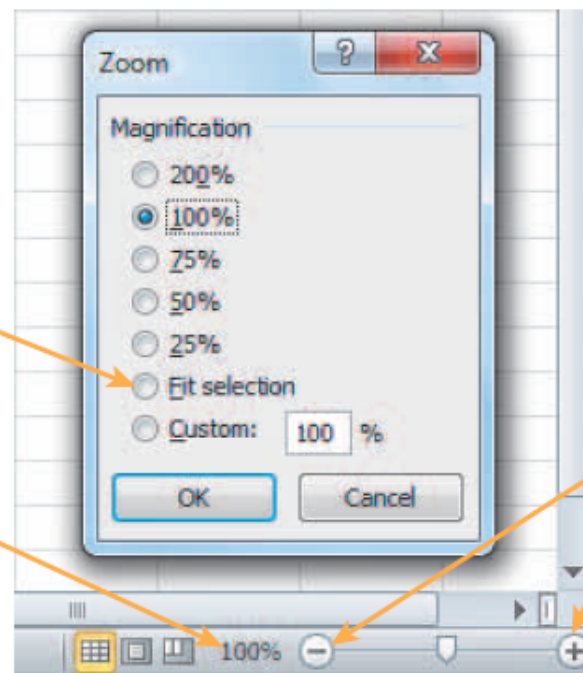 Zoom
Magnification
200%
100%
75%
50%
25%
Fit selection
Custom: 100 %
OK Cancel
100%